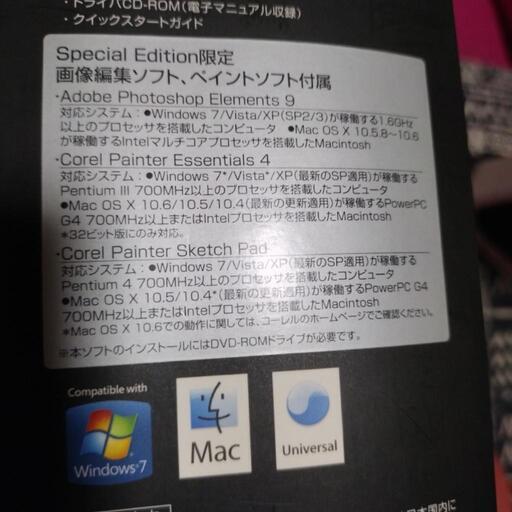 ・ドライバCD-ROM(電子マニュアル収録)
・クイックスタートガイド
Special Edition限定
画像編集ソフト、ペイントソフト付属
・Adobe Photoshop Elements 9
対応システム：●Windows 7/Vista/XP(SP2/3)が稼働する1.6GHz
以上のプロセッサを搭載したコンピュータ ●Mac OS X 10.5.8~10.6
が稼働するIntelマルチコアプロセッサを搭載したMacintosh
・Corel Painter Essentials 4
対応システム：●Windows 7*/Vista*/XP(最新のSP適用)が稼働する
Pentium III 700MHz以上のプロセッサを搭載したコンピュータ
●Mac OS X 10.6/10.5/10.4(最新の更新適用)が稼働するPowerPC
G4 700MHz以上またはIntelプロセッサを搭載したMacintosh
*32ビット版にのみ対応。
・Corel Painter Sketch Pad
対応システム：●Windows 7/Vista/XP(最新のSP適用)が稼働する
Pentium 4 700MHz以上のプロセッサを搭載したコンピュータ
●Mac OS X 10.5/10.4*(最新の更新適用)が稼働するPowerPC G4
700MHz以上またはIntelプロセッサを搭載したMacintosh
*Mac OS X 10.6での動作に関しては、コーレルのホームページでご確認ください。
※本ソフトのインストールにはDVD-ROMドライブが必要です。
Compatible with
Windows 7
Mac
Universal
日本国内に